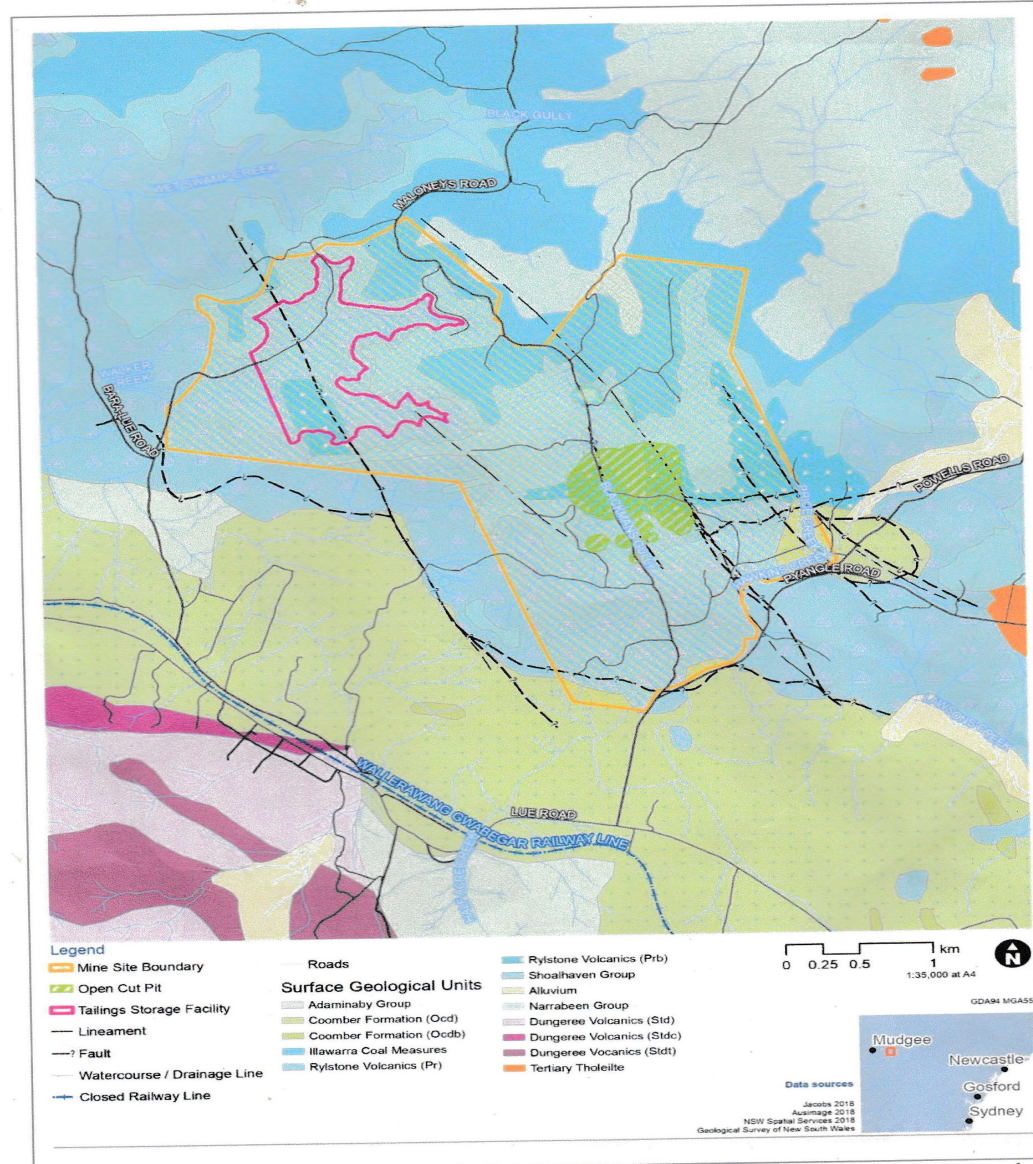 BLACK GULLY
MALONEYS ROAD
WALKER
CREEK
BARA-LUE ROAD
POWELLS ROAD
PYANGLE ROAD
WALLERAWANG GWABEGAR RAILWAY LINE
LUE ROAD
Legend
Mine Site Boundary
Open Cut Pit
Tailings Storage Facility
Lineament
Fault
Watercourse / Drainage Line
Closed Railway Line
Roads
Surface Geological Units
Adaminaby Group
Coomber Formation (Ocd)
Coomber Formation (Ocdb)
Illawarra Coal Measures
Rylstone Volcanics (Pr)
Rylstone Volcanics (Prb)
Shoalhaven Group
Alluvium
Narrabeen Group
Dungeree Volcanics (Std)
Dungeree Volcanics (Stdc)
Dungeree Vocanics (Stdt)
Tertiary Tholeiite
km
0 0.25 0.5 1
1:35,000 at A4
N
GDA94 MGA55
Mudgee
Newcastle
Gosford
Sydney
Data sources
Jacobs 2018
Ausimage 2018
NSW Spatial Services 2018
Geological Survey of New South Wales